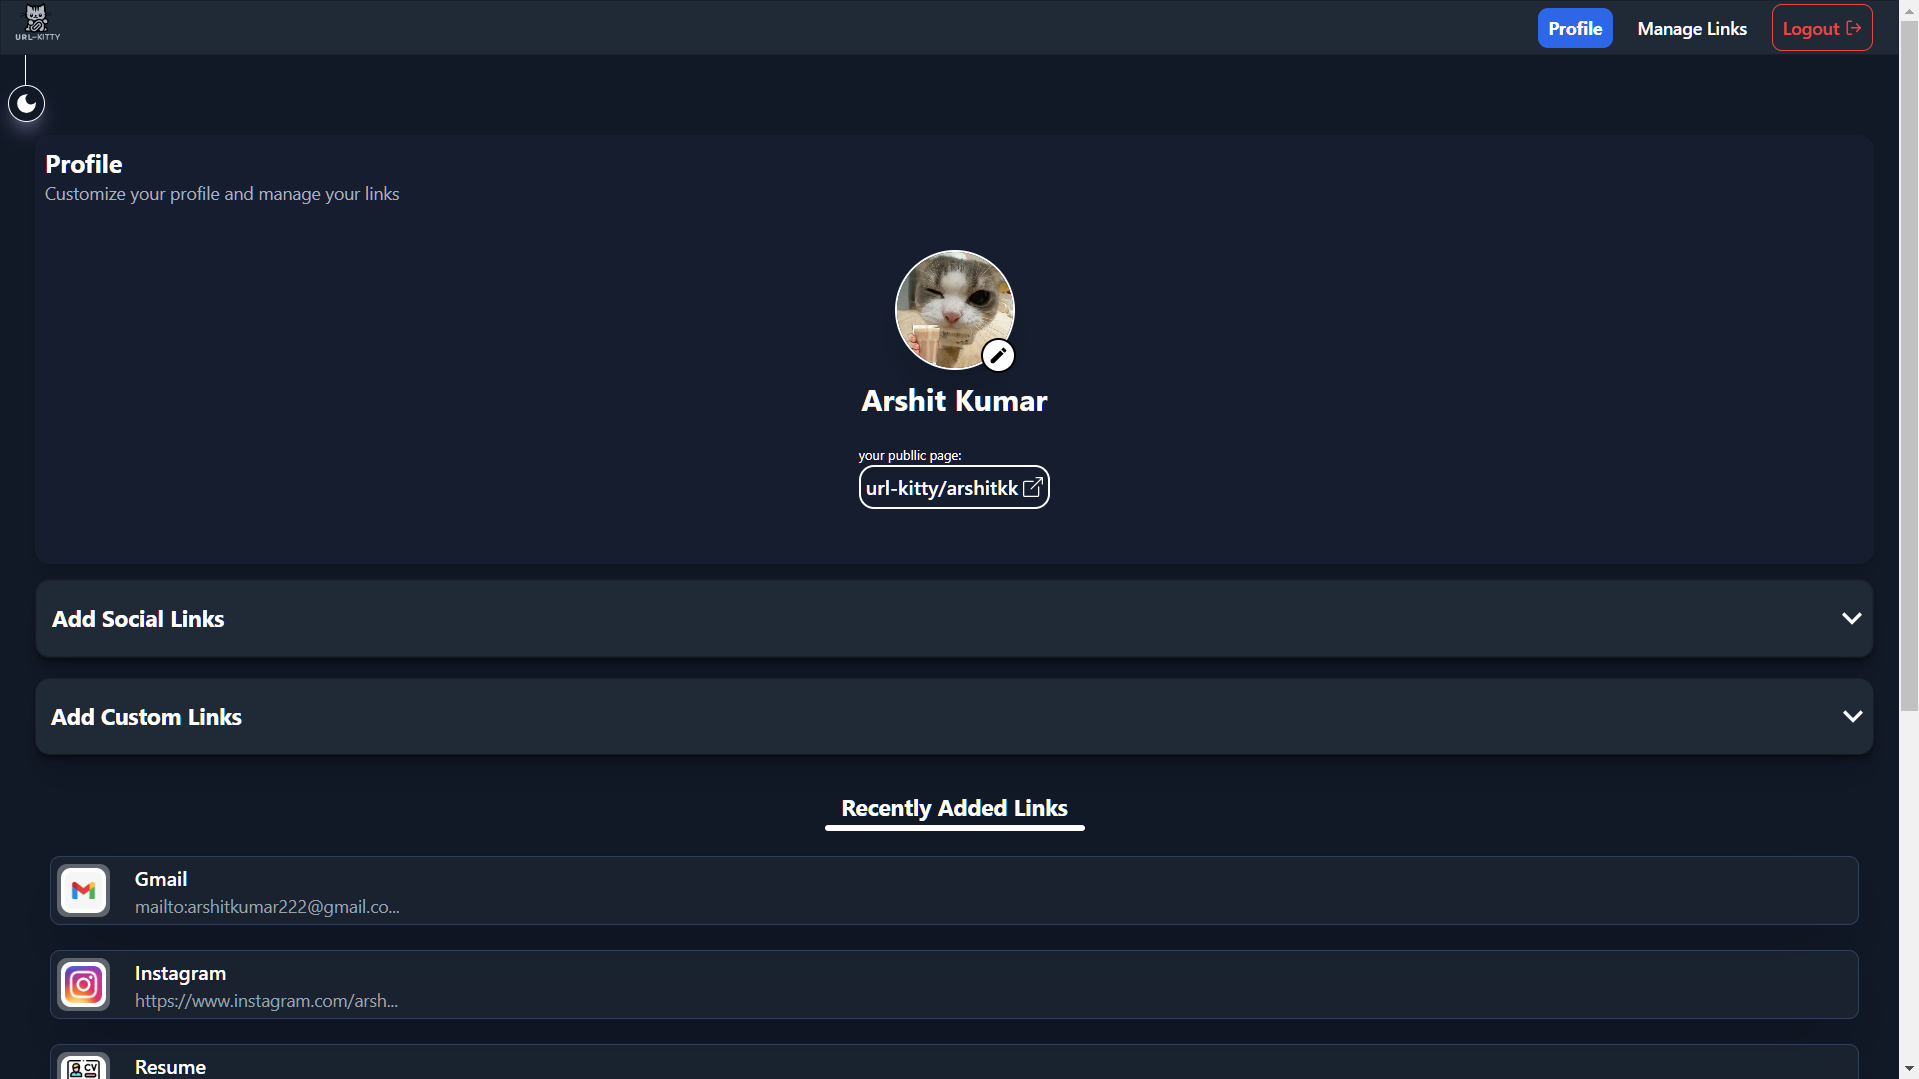 URL-KITTY
Profile
Manage Links
Logout
Profile
Customize your profile and manage your links
Arshit Kumar
your publlic page:
url-kitty/arshitkk
Add Social Links
Add Custom Links
Recently Added Links
Gmail
mailto:arshitkumar222@gmail.co...
Instagram
https://www.instagram.com/arsh...
CV
Resume